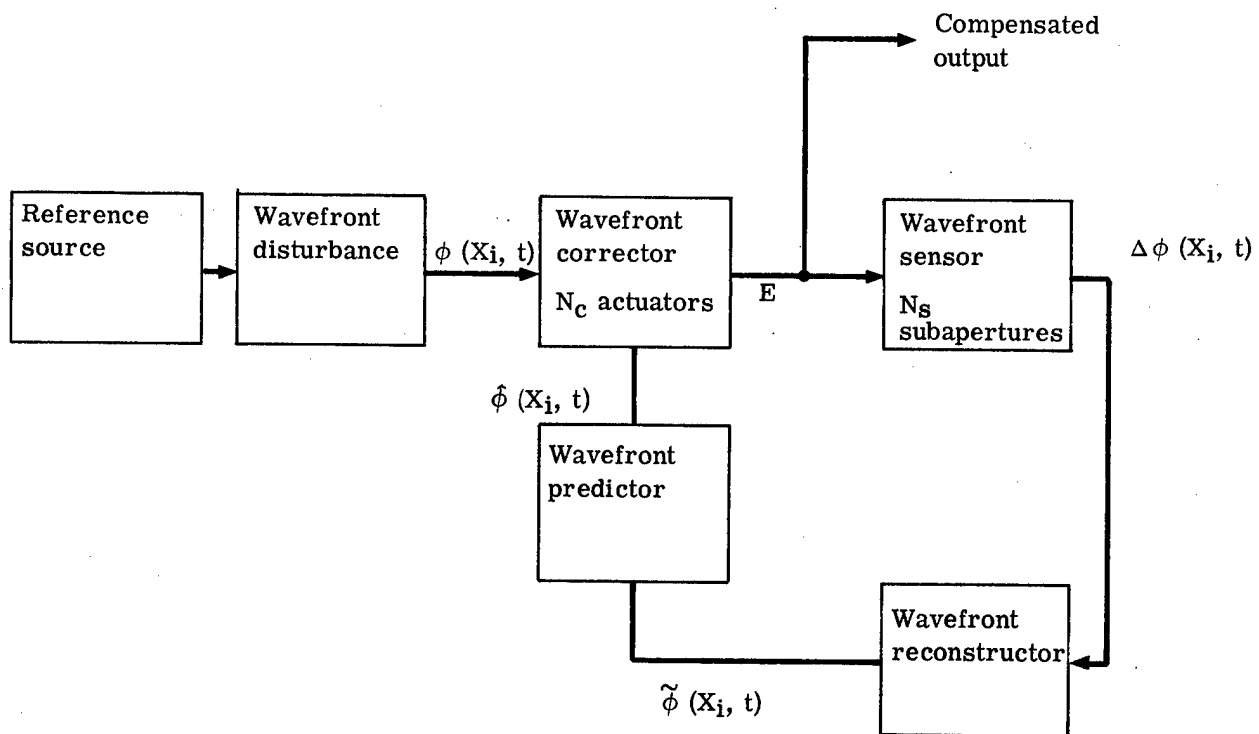 Compensated
output
Reference
source
Wavefront
disturbance
ϕ (Xi, t)
Wavefront
corrector
Nc actuators
E
Wavefront
sensor
Ns
subapertures
Δϕ (Xi, t)
ϕ̂ (Xi, t)
Wavefront
predictor
Wavefront
reconstructor
ϕ̃ (Xi, t)